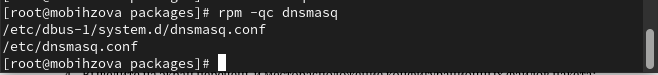 [root@mobihzova packages]# rpm -qc dnsmasq
/etc/dbus-1/system.d/dnsmasq.conf
/etc/dnsmasq.conf
[root@mobihzova packages]#